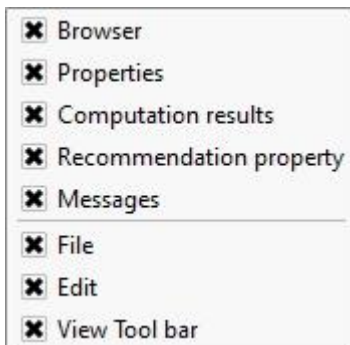 Browser
Properties
Computation results
Recommendation property
Messages
File
Edit
View Tool bar